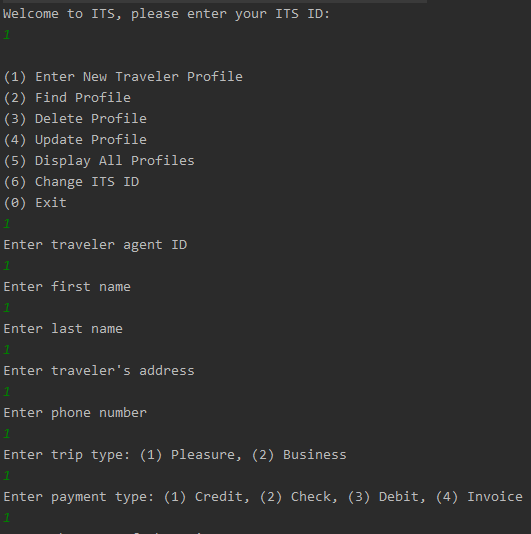 Welcome to ITS, please enter your ITS ID:
1
(1) Enter New Traveler Profile
(2) Find Profile
(3) Delete Profile
(4) Update Profile
(5) Display All Profiles
(6) Change ITS ID
(0) Exit
1
Enter traveler agent ID
1
Enter first name
1
Enter last name
1
Enter traveler's address
1
Enter phone number
1
Enter trip type: (1) Pleasure, (2) Business
1
Enter payment type: (1) Credit, (2) Check, (3) Debit, (4) Invoice
1